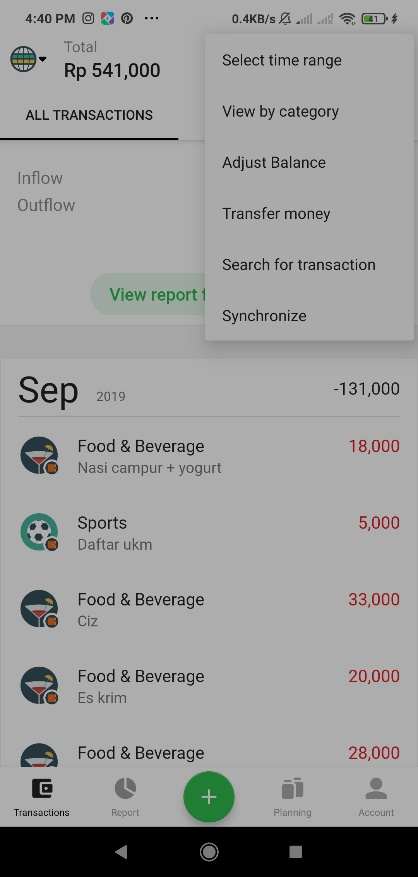 4:40 PM
0.4KB/s
41
Total
Rp 541,000
ALL TRANSACTIONS
Select time range
View by category
Adjust Balance
Transfer money
Search for transaction
Synchronize
Inflow
Outflow
View report f
Sep 2019 -131,000
Food & Beverage 18,000
Nasi campur + yogurt
Sports 5,000
Daftar ukm
Food & Beverage 33,000
Ciz
Food & Beverage 20,000
Es krim
Food & Beverage 28,000
Transactions
Report
Planning
Account